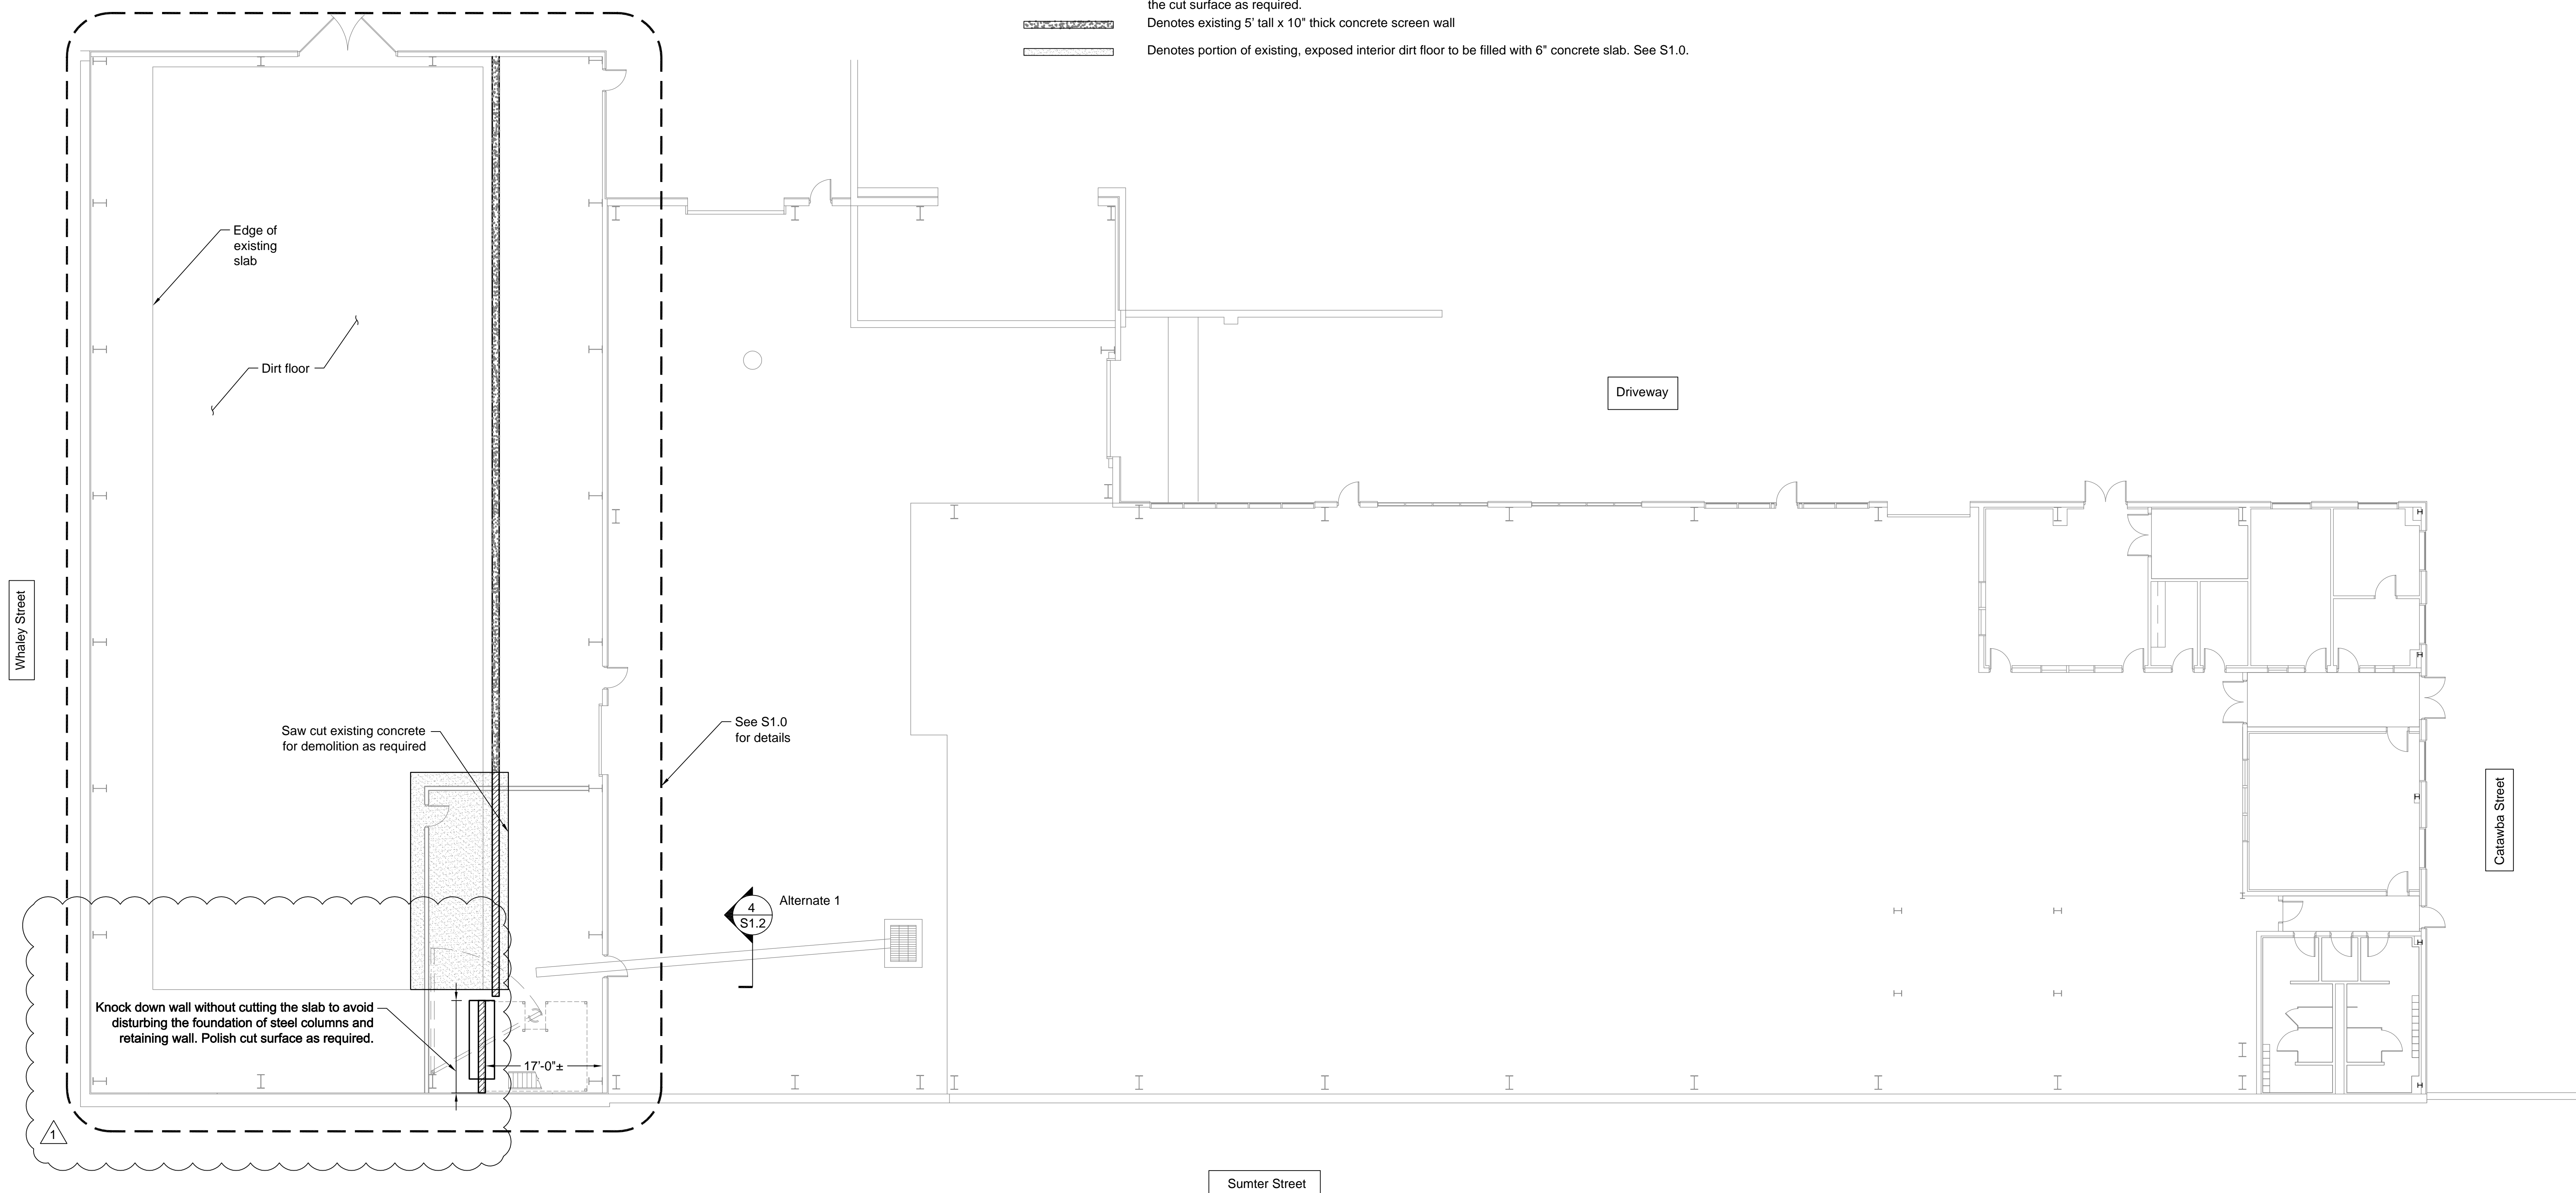 the cut surface as required.
Denotes existing 5' tall x 10" thick concrete screen wall
Denotes portion of existing, exposed interior dirt floor to be filled with 6" concrete slab. See S1.0.
Edge of
existing
slab
Dirt floor
Driveway
Whaley Street
See S1.0
for details
Saw cut existing concrete
for demolition as required
Catawba Street
4
S1.2
Alternate 1
Knock down wall without cutting the slab to avoid
disturbing the foundation of steel columns and
retaining wall. Polish cut surface as required.
17'-0"±
1
Sumter Street